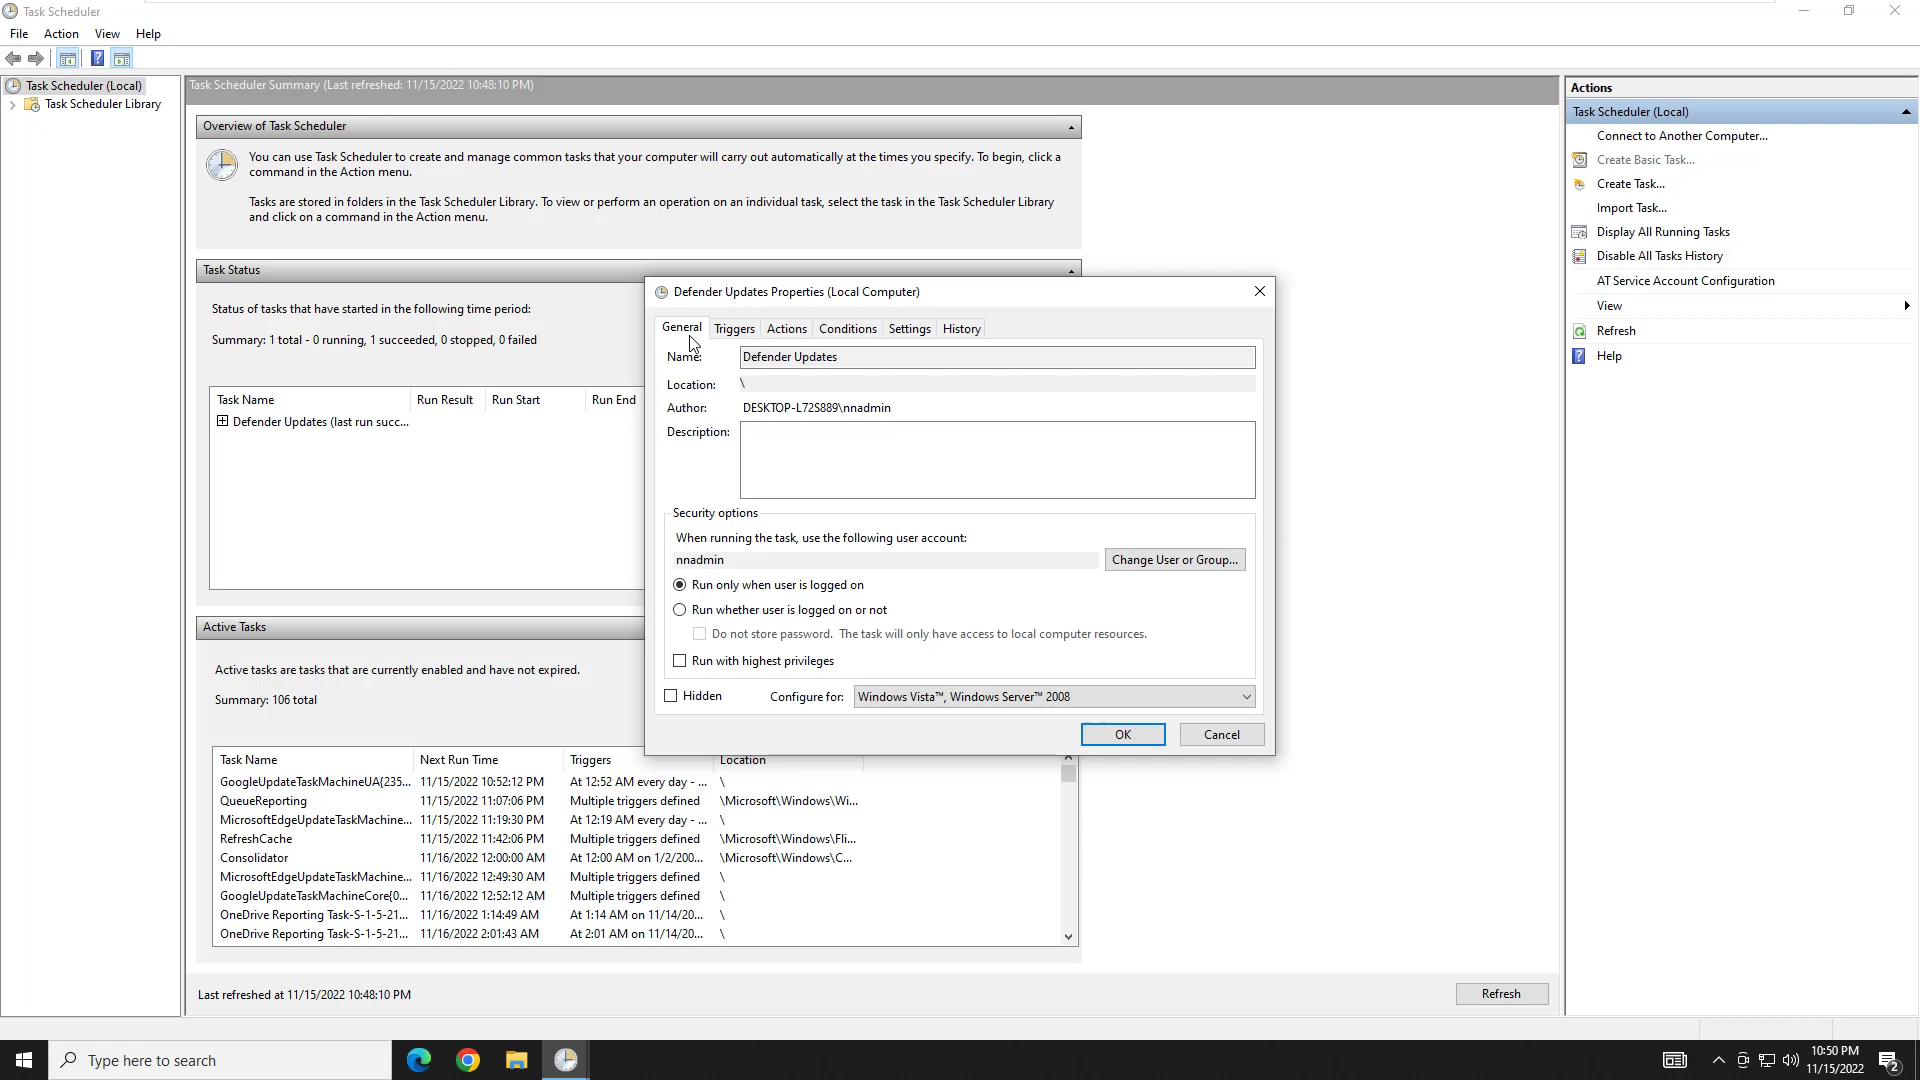 Task Scheduler
File Action View Help
Task Scheduler (Local)
Task Scheduler Library
Task Scheduler Summary (Last refreshed: 11/15/2022 10:48:10 PM)
Overview of Task Scheduler
You can use Task Scheduler to create and manage common tasks that your computer will carry out automatically at the times you specify. To begin, click a
command in the Action menu.
Tasks are stored in folders in the Task Scheduler Library. To view or perform an operation on an individual task, select the task in the Task Scheduler Library
and click on a command in the Action menu.
Task Status
Status of tasks that have started in the following time period:
Summary: 1 total - 0 running, 1 succeeded, 0 stopped, 0 failed
Task Name Run Result Run Start Run End
Defender Updates (last run succ...
Active Tasks
Active tasks are tasks that are currently enabled and have not expired.
Summary: 106 total
Task Name Next Run Time Triggers Location
GoogleUpdateTaskMachineUA{235... 11/15/2022 10:52:12 PM At 12:52 AM every day - ... \
QueueReporting 11/15/2022 11:07:06 PM Multiple triggers defined \Microsoft\Windows\Wi...
MicrosoftEdgeUpdateTaskMachine... 11/15/2022 11:19:30 PM At 12:19 AM every day - ... \
RefreshCache 11/15/2022 11:42:06 PM Multiple triggers defined \Microsoft\Windows\Fli...
Consolidator 11/16/2022 12:00:00 AM At 12:00 AM on 1/2/200... \Microsoft\Windows\C...
MicrosoftEdgeUpdateTaskMachine... 11/16/2022 12:49:30 AM Multiple triggers defined \
GoogleUpdateTaskMachineCore{0... 11/16/2022 12:52:12 AM Multiple triggers defined \
OneDrive Reporting Task-S-1-5-21... 11/16/2022 1:14:49 AM At 1:14 AM on 11/14/20... \
OneDrive Reporting Task-S-1-5-21... 11/16/2022 2:01:43 AM At 2:01 AM on 11/14/20... \
Last refreshed at 11/15/2022 10:48:10 PM
Refresh
Defender Updates Properties (Local Computer)
General Triggers Actions Conditions Settings History
Name: Defender Updates
Location: \
Author: DESKTOP-L72S889\nnadmin
Description:
Security options
When running the task, use the following user account:
nnadmin Change User or Group...
Run only when user is logged on
Run whether user is logged on or not
Do not store password. The task will only have access to local computer resources.
Run with highest privileges
Hidden Configure for: Windows Vista™, Windows Server™ 2008
OK Cancel
Actions
Task Scheduler (Local)
Connect to Another Computer...
Create Basic Task...
Create Task...
Import Task...
Display All Running Tasks
Disable All Tasks History
AT Service Account Configuration
View
Refresh
Help
Type here to search
10:50 PM
11/15/2022
2